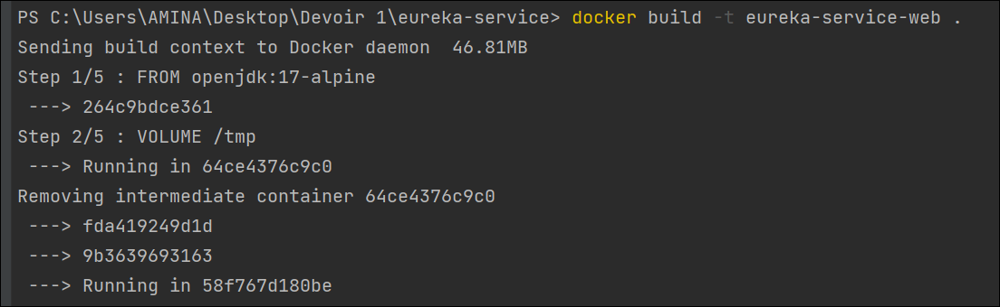 PS C:\Users\AMINA\Desktop\Devoir 1\eureka-service> docker build -t eureka-service-web .
Sending build context to Docker daemon  46.81MB
Step 1/5 : FROM openjdk:17-alpine
 ---> 264c9bdce361
Step 2/5 : VOLUME /tmp
 ---> Running in 64ce4376c9c0
Removing intermediate container 64ce4376c9c0
 ---> fda419249d1d
 ---> 9b3639693163
 ---> Running in 58f767d180be